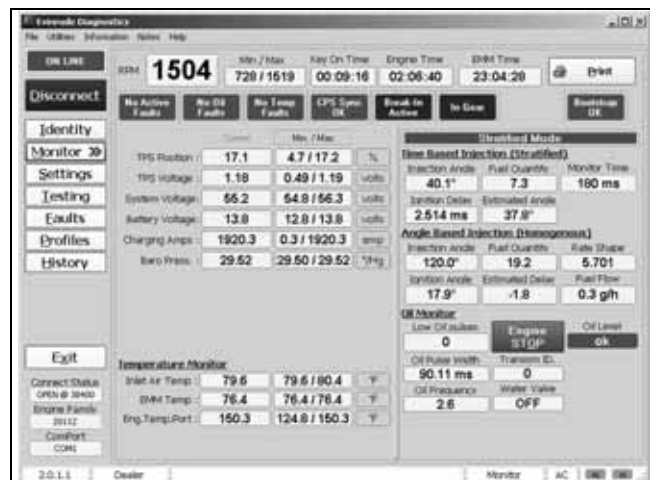 Evinrude Diagnostics
File Utilities Information Notes Help
ON LINE
RPM 1504
Min / Max
728 / 1519
Key On Time
00:09:16
Engine Time
02:06:40
EMM Time
23:04:28
Print
Disconnect
No Active Faults
No Oil Faults
No Temp Faults
CPS Sync OK
Break-In Active
In Gear
Bootstrap OK
Identity
Monitor
Settings
Testing
Faults
Profiles
History
Exit
Connect Status
OPEN @ 38400
Engine Family
ComPort
COM1
Current Min / Max
TPS Position : 17.1 4.7 / 17.2 %
TPS Voltage : 1.18 0.49 / 1.19 volts
System Voltage : 55.2 54.8 / 56.3 volts
Battery Voltage : 13.8 12.8 / 13.8 volts
Charging Amps : 1920.3 0.3 / 1920.3 amp
Baro Press. : 29.52 29.50 / 29.52 "/Hg
Temperature Monitor
Inlet Air Temp : 79.6 79.6 / 80.4 °F
EMM Temp : 76.4 76.4 / 76.4 °F
Eng.Temp.Port : 150.3 124.8 / 150.3 °F
Stratified Mode
Time Based Injection (Stratified)
Injection Angle Fuel Quantity Monitor Time
40.1° 7.3 180 ms
Ignition Delay Estimated Angle
2.514 ms 37.8°
Angle Based Injection (Homogenous)
Injection Angle Fuel Quantity Rate Shape
120.0° 19.2 5.701
Ignition Angle Estimated Delay Fuel Flow
17.9° -1.8 0.3 g/h
Oil Monitor
Low Oil pulses
0
Engine STOP
Oil Level
ok
Oil Pulse Width Transom ID.
90.11 ms 0
Oil Frequency Water Valve
2.6 OFF
2.0.1.1 Dealer Monitor AC